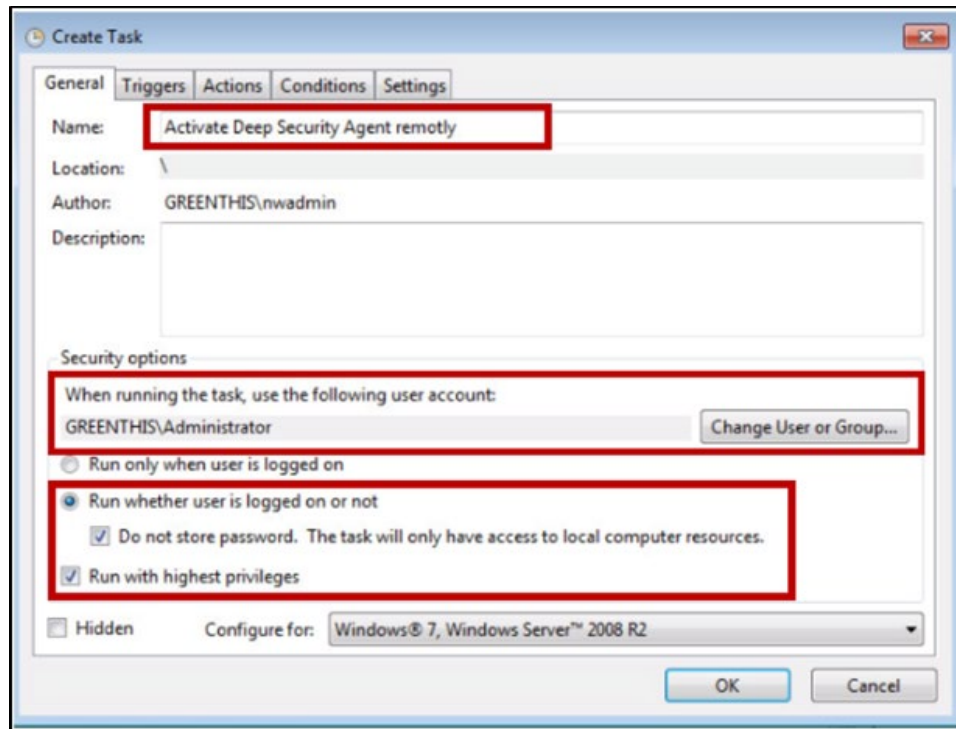 Create Task
General Triggers Actions Conditions Settings
Name: Activate Deep Security Agent remotly
Location: \
Author: GREENTHIS\nwadmin
Description:
Security options
When running the task, use the following user account:
GREENTHIS\Administrator Change User or Group...
Run only when user is logged on
Run whether user is logged on or not
Do not store password. The task will only have access to local computer resources.
Run with highest privileges
Hidden Configure for: Windows® 7, Windows Server™ 2008 R2
OK Cancel